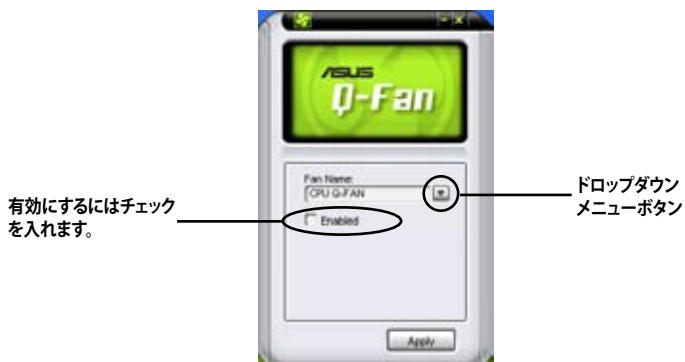 ASUS
Q-Fan
Fan Name:
CPU Q-FAN
Enabled
Apply
有効にするにはチェック
を入れます。
ドロップダウン
メニューボタン